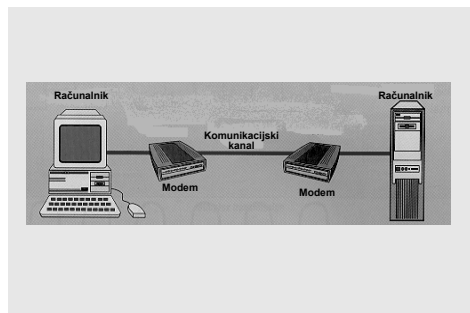 Računalnik
Računalnik
Komunikacijski
kanal
Modem
Modem